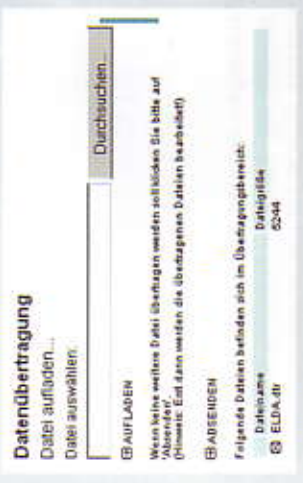 Datenübertragung
Datei aufladen...
Datei auswählen:
Durchsuchen...
AUFLADEN
Wenn keine weitere Datei übertragen werden soll klicken Sie bitte auf
'Absenden'.
(Hinweis: Erst dann werden die übertragenen Dateien bearbeitet!)
ABSENDEN
Folgende Dateien befinden sich im Übertragungsbereich:
Dateiname Dateigröße
ELDA.dtr 6244